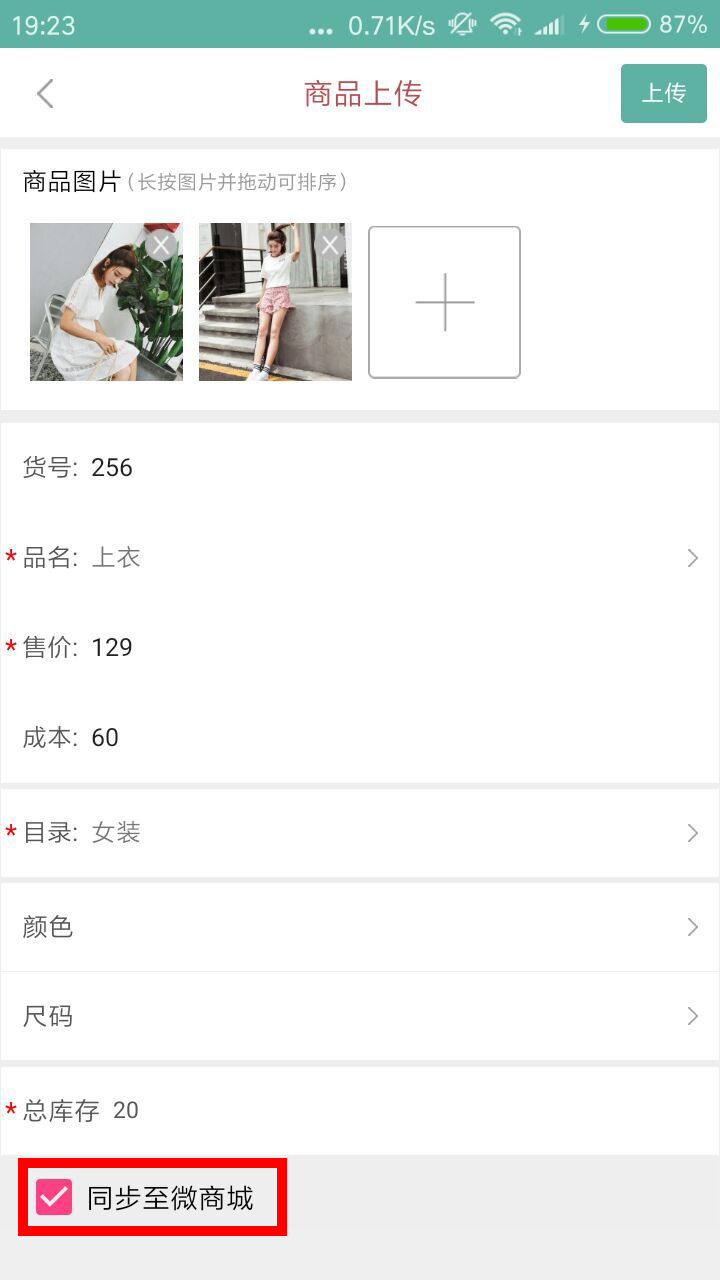 19:23 ... 0.71K/s 87%
商品上传 上传
商品图片(长按图片并拖动可排序)
货号: 256
* 品名: 上衣
* 售价: 129
成本: 60
* 目录: 女装
颜色
尺码
* 总库存 20
同步至微商城